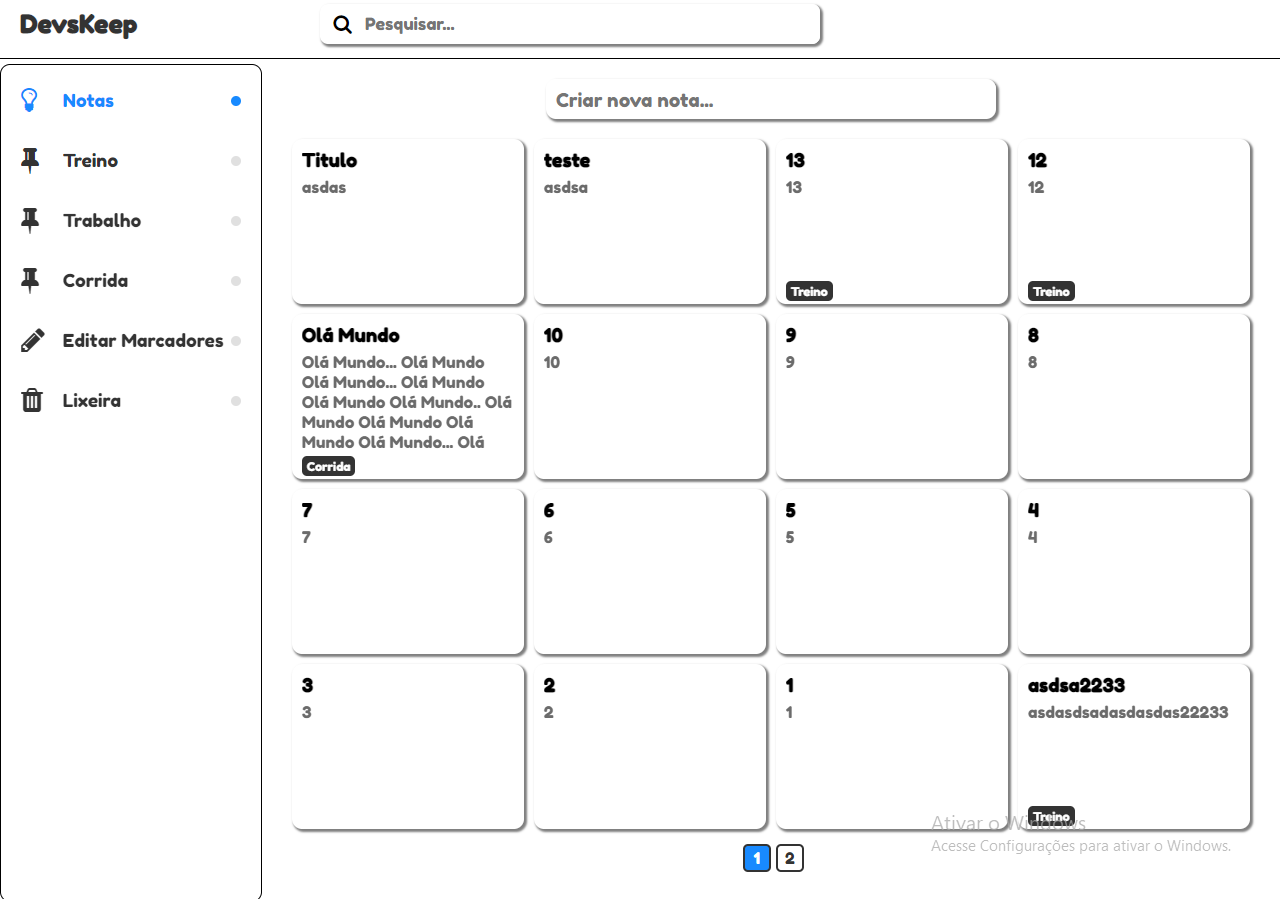 DevsKeep
Pesquisar...
Notas
Treino
Trabalho
Corrida
Editar Marcadores
Lixeira
Criar nova nota...
Titulo
asdas
teste
asdsa
13
13
Treino
12
12
Treino
Olá Mundo
Olá Mundo... Olá Mundo
Olá Mundo... Olá Mundo
Olá Mundo Olá Mundo.. Olá
Mundo Olá Mundo Olá
Mundo Olá Mundo... Olá
Corrida
10
10
9
9
8
8
7
7
6
6
5
5
4
4
3
3
2
2
1
1
asdsa2233
asdasdsadasdasdas22233
Treino
Ativar o Windows
Acesse Configurações para ativar o Windows.
1
2